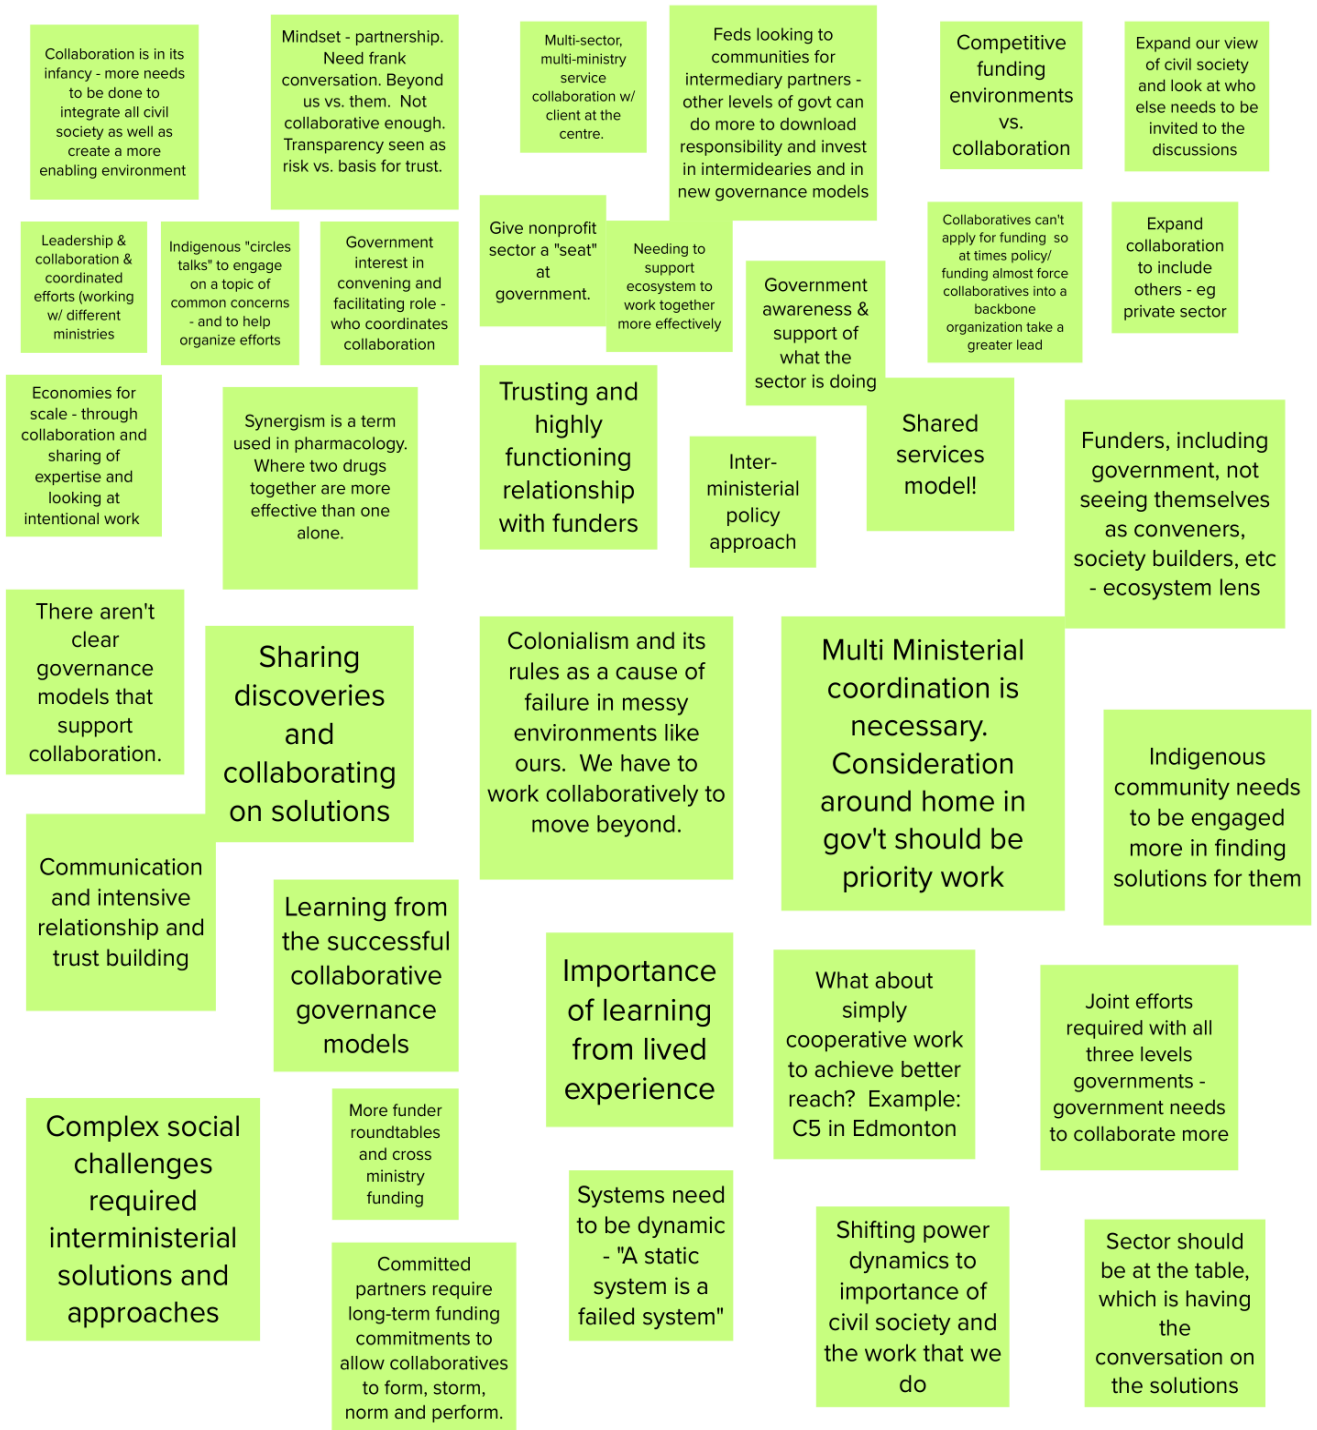 Collaboration is in its
infancy - more needs
to be done to
integrate all civil
society as well as
create a more
enabling environment
Mindset - partnership.
Need frank
conversation. Beyond
us vs. them.  Not
collaborative enough.
Transparency seen as
risk vs. basis for trust.
Multi-sector,
multi-ministry
service
collaboration w/
client at the
centre.
Feds looking to
communities for
intermediary partners -
other levels of govt can
do more to download
responsibility and invest
in intermidearies and in
new governance models
Competitive
funding
environments
vs.
collaboration
Expand our view
of civil society
and look at who
else needs to be
invited to the
discussions
Leadership &
collaboration &
coordinated
efforts (working
w/ different
ministries
Indigenous "circles
talks" to engage
on a topic of
common concerns
- and to help
organize efforts
Government
interest in
convening and
facilitating role -
who coordinates
collaboration
Give nonprofit
sector a "seat"
at
government.
Needing to
support
ecosystem to
work together
more effectively
Government
awareness &
support of
what the
sector is doing
Collaboratives can't
apply for funding  so
at times policy/
funding almost force
collaboratives into a
backbone
organization take a
greater lead
Expand
collaboration
to include
others - eg
private sector
Economies for
scale - through
collaboration and
sharing of
expertise and
looking at
intentional work
Synergism is a term
used in pharmacology.
Where two drugs
together are more
effective than one
alone.
Trusting and
highly
functioning
relationship
with funders
Inter-
ministerial
policy
approach
Shared
services
model!
Funders, including
government, not
seeing themselves
as conveners,
society builders, etc
- ecosystem lens
There aren't
clear
governance
models that
support
collaboration.
Sharing
discoveries
and
collaborating
on solutions
Colonialism and its
rules as a cause of
failure in messy
environments like
ours.  We have to
work collaboratively to
move beyond.
Multi Ministerial
coordination is
necessary.
Consideration
around home in
gov't should be
priority work
Indigenous
community needs
to be engaged
more in finding
solutions for them
Communication
and intensive
relationship and
trust building
Learning from
the successful
collaborative
governance
models
Importance
of learning
from lived
experience
What about
simply
cooperative work
to achieve better
reach?  Example:
C5 in Edmonton
Joint efforts
required with all
three levels
governments -
government needs
to collaborate more
Complex social
challenges
required
interministerial
solutions and
approaches
More funder
roundtables
and cross
ministry
funding
Systems need
to be dynamic
- "A static
system is a
failed system"
Shifting power
dynamics to
importance of
civil society and
the work that we
do
Sector should
be at the table,
which is having
the
conversation on
the solutions
Committed
partners require
long-term funding
commitments to
allow collaboratives
to form, storm,
norm and perform.